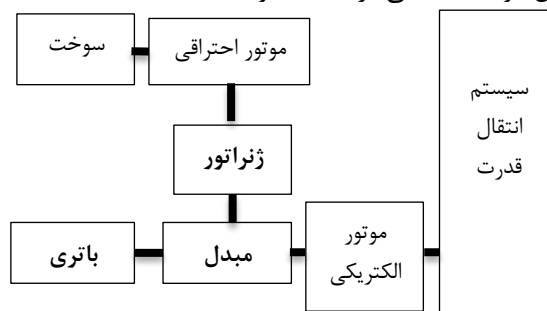 سوخت
موتور احتراقی
سیستم
انتقال
قدرت
ژنراتور
باتری
مبدل
موتور
الکتریکی